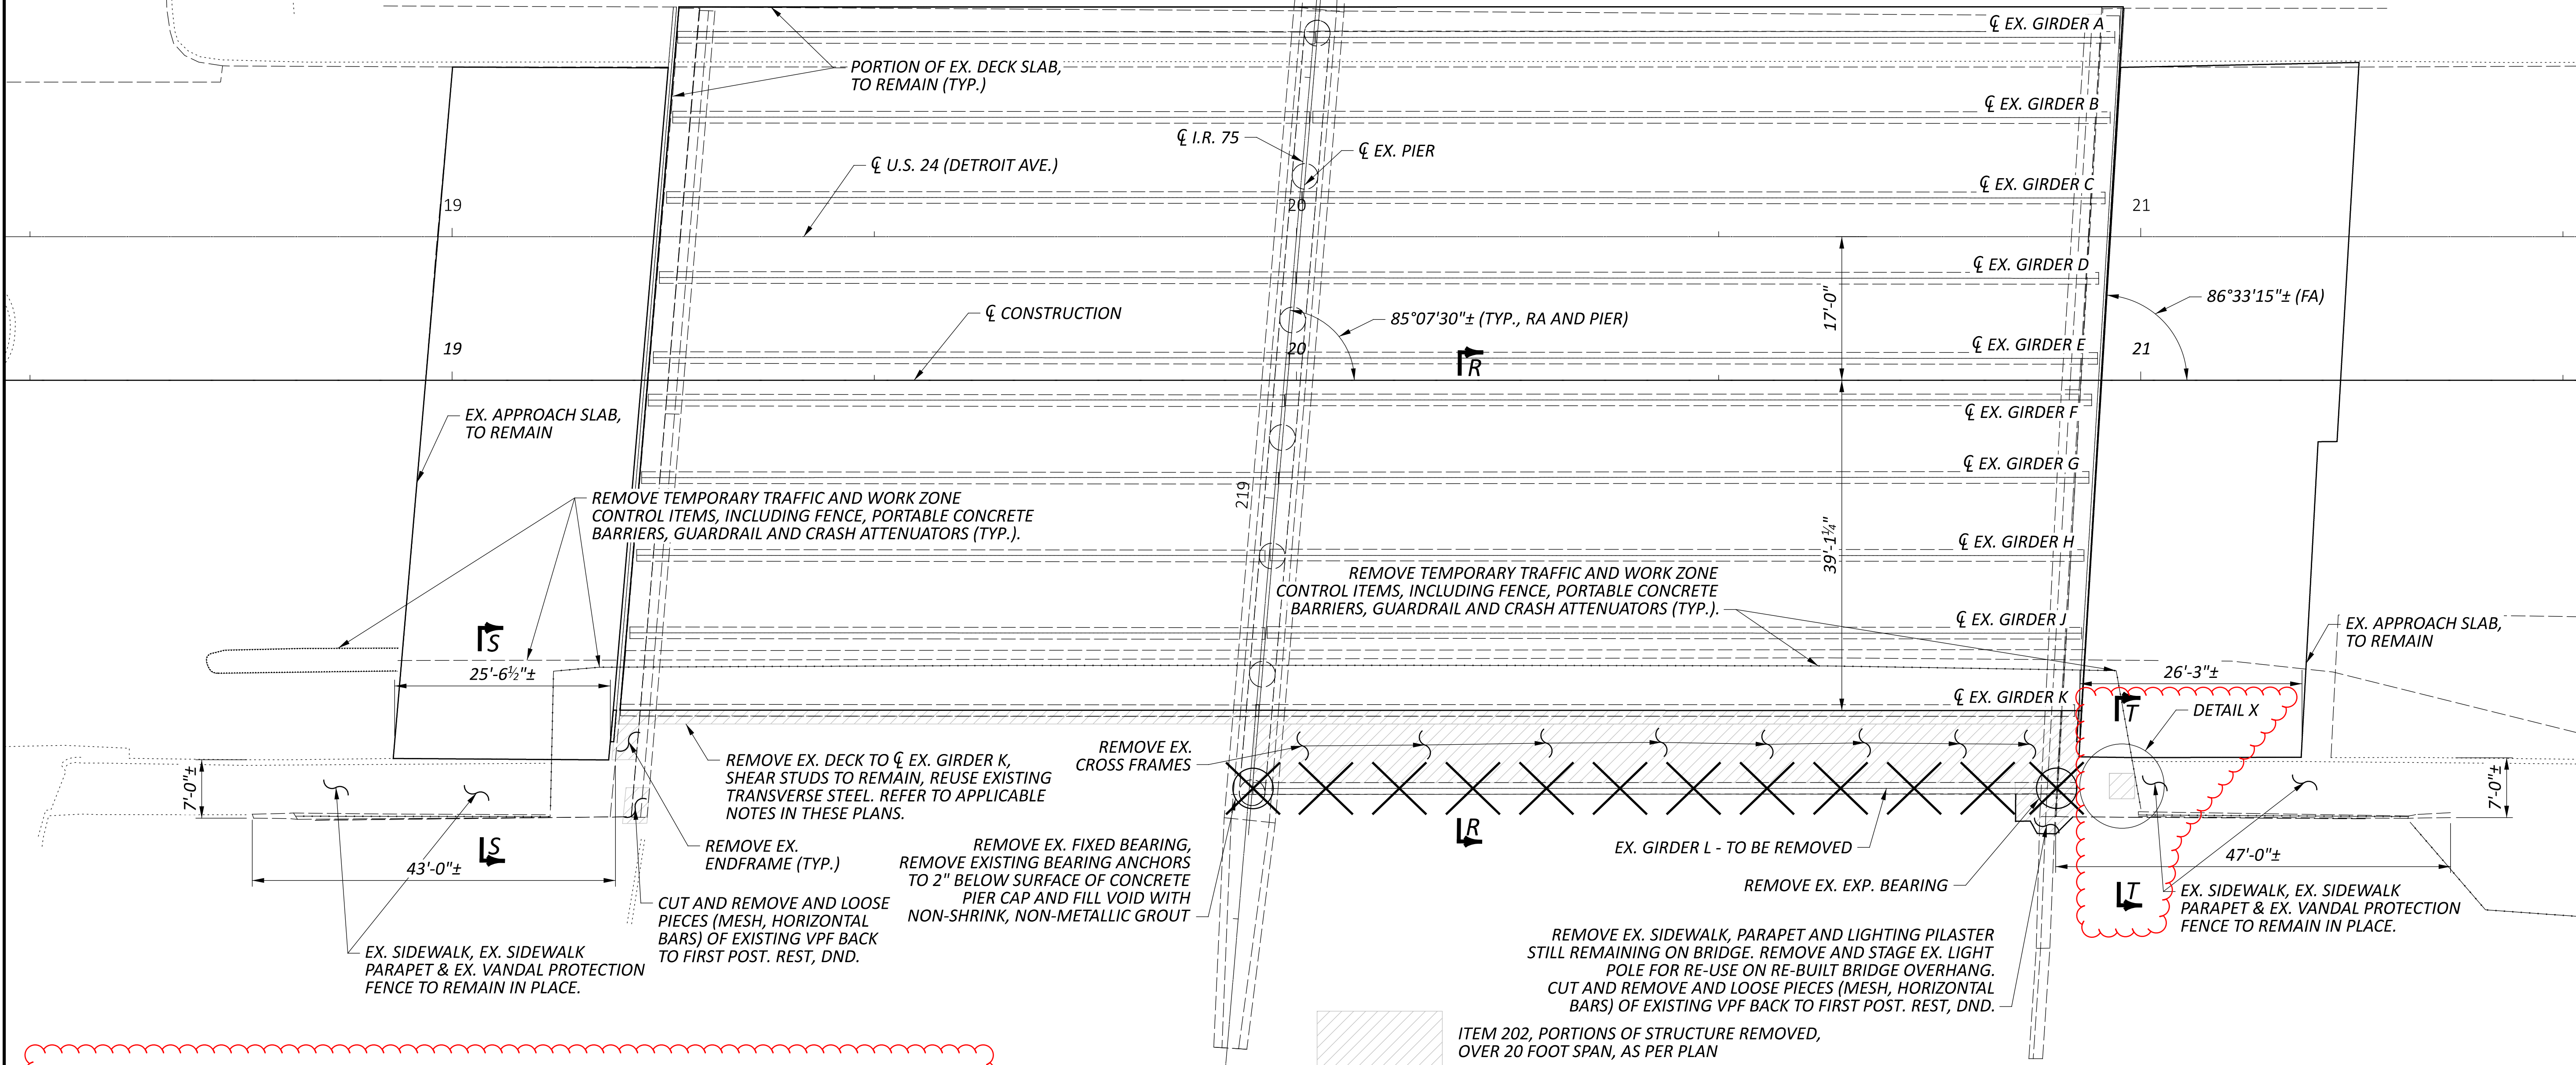 ℄ EX. GIRDER A
PORTION OF EX. DECK SLAB,
TO REMAIN (TYP.)
℄ EX. GIRDER B
℄ I.R. 75
℄ EX. PIER
℄ U.S. 24 (DETROIT AVE.)
℄ EX. GIRDER C
19
20
21
℄ EX. GIRDER D
17'-0"
86°33'15"± (FA)
℄ CONSTRUCTION
85°07'30"± (TYP., RA AND PIER)
19
20
℄ EX. GIRDER E
21
R
EX. APPROACH SLAB,
TO REMAIN
℄ EX. GIRDER F
℄ EX. GIRDER G
REMOVE TEMPORARY TRAFFIC AND WORK ZONE
CONTROL ITEMS, INCLUDING FENCE, PORTABLE CONCRETE
BARRIERS, GUARDRAIL AND CRASH ATTENUATORS (TYP.).
219
39'-1¼"
℄ EX. GIRDER H
REMOVE TEMPORARY TRAFFIC AND WORK ZONE
CONTROL ITEMS, INCLUDING FENCE, PORTABLE CONCRETE
BARRIERS, GUARDRAIL AND CRASH ATTENUATORS (TYP.).
℄ EX. GIRDER J
EX. APPROACH SLAB,
TO REMAIN
S
25'-6½"±
26'-3"±
℄ EX. GIRDER K
T
DETAIL X
REMOVE EX.
CROSS FRAMES
REMOVE EX. DECK TO ℄ EX. GIRDER K,
SHEAR STUDS TO REMAIN, REUSE EXISTING
TRANSVERSE STEEL. REFER TO APPLICABLE
NOTES IN THESE PLANS.
7'-0"±
7'-0"±
R
S
REMOVE EX.
ENDFRAME (TYP.)
REMOVE EX. FIXED BEARING,
REMOVE EXISTING BEARING ANCHORS
TO 2" BELOW SURFACE OF CONCRETE
PIER CAP AND FILL VOID WITH
NON-SHRINK, NON-METALLIC GROUT
EX. GIRDER L - TO BE REMOVED
43'-0"±
47'-0"±
REMOVE EX. EXP. BEARING
T
EX. SIDEWALK, EX. SIDEWALK
PARAPET & EX. VANDAL PROTECTION
FENCE TO REMAIN IN PLACE.
CUT AND REMOVE AND LOOSE
PIECES (MESH, HORIZONTAL
BARS) OF EXISTING VPF BACK
TO FIRST POST. REST, DND.
EX. SIDEWALK, EX. SIDEWALK
PARAPET & EX. VANDAL PROTECTION
FENCE TO REMAIN IN PLACE.
REMOVE EX. SIDEWALK, PARAPET AND LIGHTING PILASTER
STILL REMAINING ON BRIDGE. REMOVE AND STAGE EX. LIGHT
POLE FOR RE-USE ON RE-BUILT BRIDGE OVERHANG.
CUT AND REMOVE AND LOOSE PIECES (MESH, HORIZONTAL
BARS) OF EXISTING VPF BACK TO FIRST POST. REST, DND.
ITEM 202, PORTIONS OF STRUCTURE REMOVED,
OVER 20 FOOT SPAN, AS PER PLAN